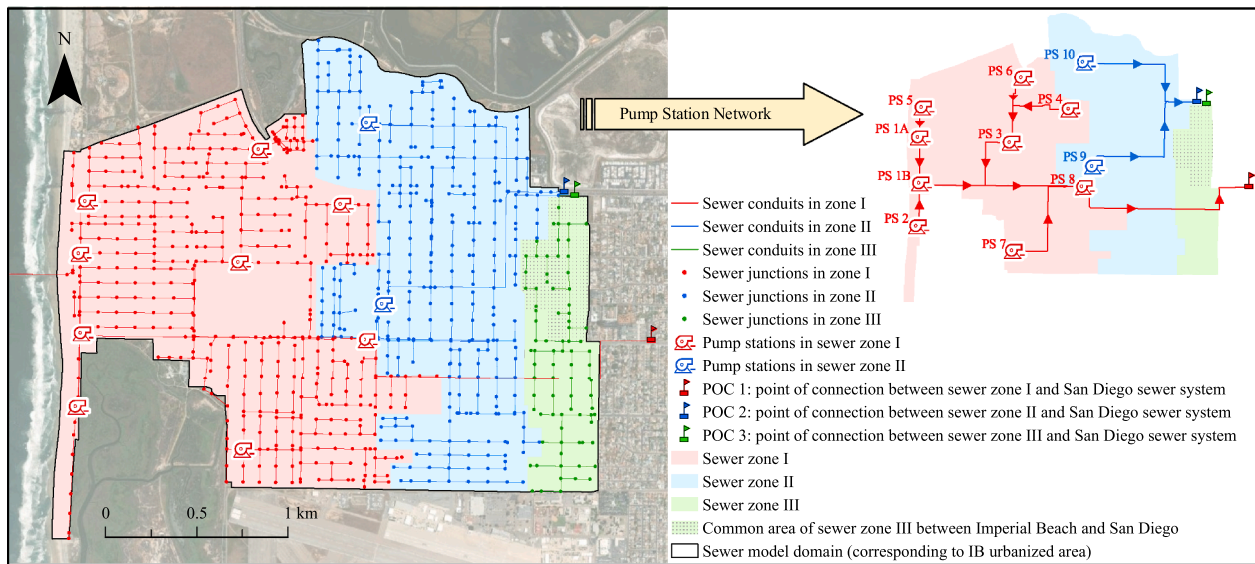 N
Pump Station Network
PS 10
PS 6
PS 5
PS 4
PS 1A
PS 3
PS 9
PS 1B
PS 8
PS 2
PS 7
Sewer conduits in zone I
Sewer conduits in zone II
Sewer conduits in zone III
Sewer junctions in zone I
Sewer junctions in zone II
Sewer junctions in zone III
Pump stations in sewer zone I
Pump stations in sewer zone II
POC 1: point of connection between sewer zone I and San Diego sewer system
POC 2: point of connection between sewer zone II and San Diego sewer system
POC 3: point of connection between sewer zone III and San Diego sewer system
Sewer zone I
Sewer zone II
Sewer zone III
Common area of sewer zone III between Imperial Beach and San Diego
Sewer model domain (corresponding to IB urbanized area)
0 0.5 1 km